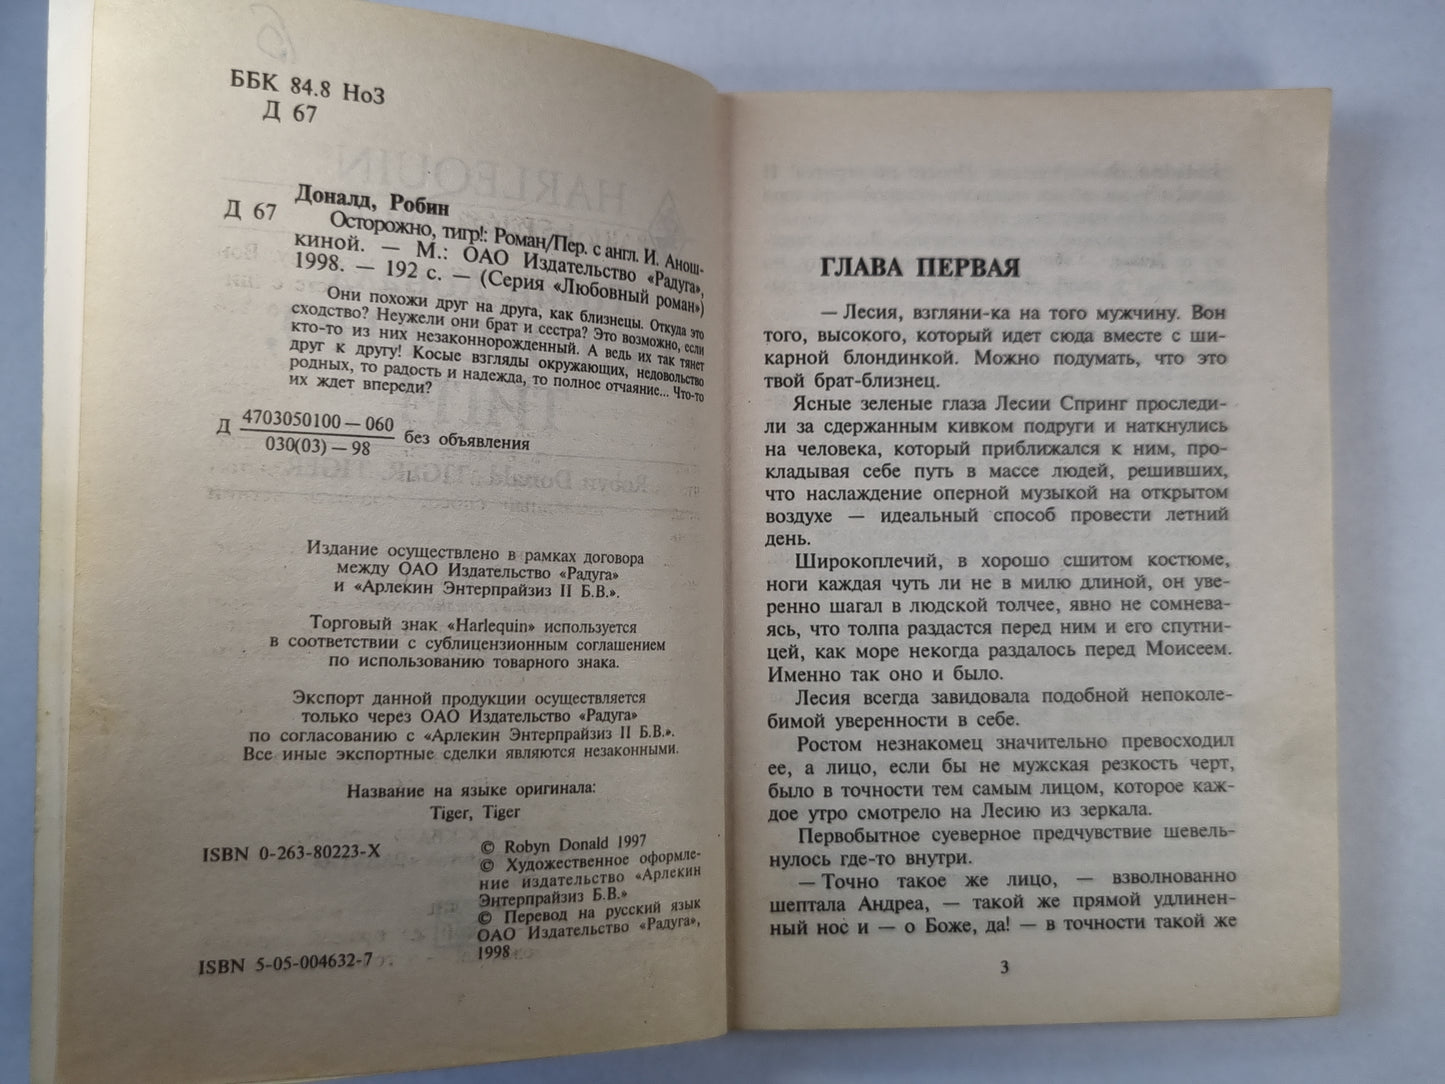 ББК 84.8 НоЗ
Д 67
Доналд, Робин
Д 67
Осторожно, тигр!: Роман/Пер. с англ. И. Анош-
киной. — М.: ОАО Издательство «Радуга»,
1998. — 192 с. — (Серия «Любовный роман»)
Они похожи друг на друга, как близнецы. Откуда это
сходство? Неужели они брат и сестра? Это возможно, если
кто-то из них незаконнорожденный. А ведь их так тянет
друг к другу! Косые взгляды окружающих, недовольство
родных, то радость и надежда, то полное отчаяние... Что-то
их ждет впереди?
Д 4703050100 — 060
030(03) — 98 без объявления
Издание осуществлено в рамках договора
между ОАО Издательство «Радуга»
и «Арлекин Энтерпрайзиз II Б.В.».
Торговый знак «Harlequin» используется
в соответствии с сублицензионным соглашением
по использованию товарного знака.
Экспорт данной продукции осуществляется
только через ОАО Издательство «Радуга»
по согласованию с «Арлекин Энтерпрайзиз II Б.В.».
Все иные экспортные сделки являются незаконными.
Название на языке оригинала:
Tiger, Tiger
ISBN 0-263-80223-X
© Robyn Donald 1997
© Художественное оформле-
ние издательство «Арлекин
Энтерпрайзиз Б.В.»
© Перевод на русский язык
ОАО Издательство «Радуга»,
1998
ISBN 5-05-004632-7
ГЛАВА ПЕРВАЯ
— Лесия, взгляни-ка на того мужчину. Вон
того, высокого, который идет сюда вместе с ши-
карной блондинкой. Можно подумать, что это
твой брат-близнец.
Ясные зеленые глаза Лесии Спринг проследи-
ли за сдержанным кивком подруги и наткнулись
на человека, который приближался к ним, про-
кладывая себе путь в массе людей, решивших,
что наслаждение оперной музыкой на открытом
воздухе — идеальный способ провести летний
день.
Широкоплечий, в хорошо сшитом костюме,
ноги каждая чуть ли не в милю длиной, он уве-
ренно шагал в людской толчее, явно не сомнева-
ясь, что толпа раздастся перед ним и его спутни-
цей, как море некогда раздалось перед Моисеем.
Именно так оно и было.
Лесия всегда завидовала подобной непоколе-
бимой уверенности в себе.
Ростом незнакомец значительно превосходил
ее, а лицо, если бы не мужская резкость черт,
было в точности тем самым лицом, которое каж-
дое утро смотрело на Лесию из зеркала.
Первобытное суеверное предчувствие шевель-
нулось где-то внутри.
— Точно такое же лицо, — взволнованно
шептала Андреа, — такой же прямой удлинен-
ный нос и — о Боже, да! — в точности такой же
3